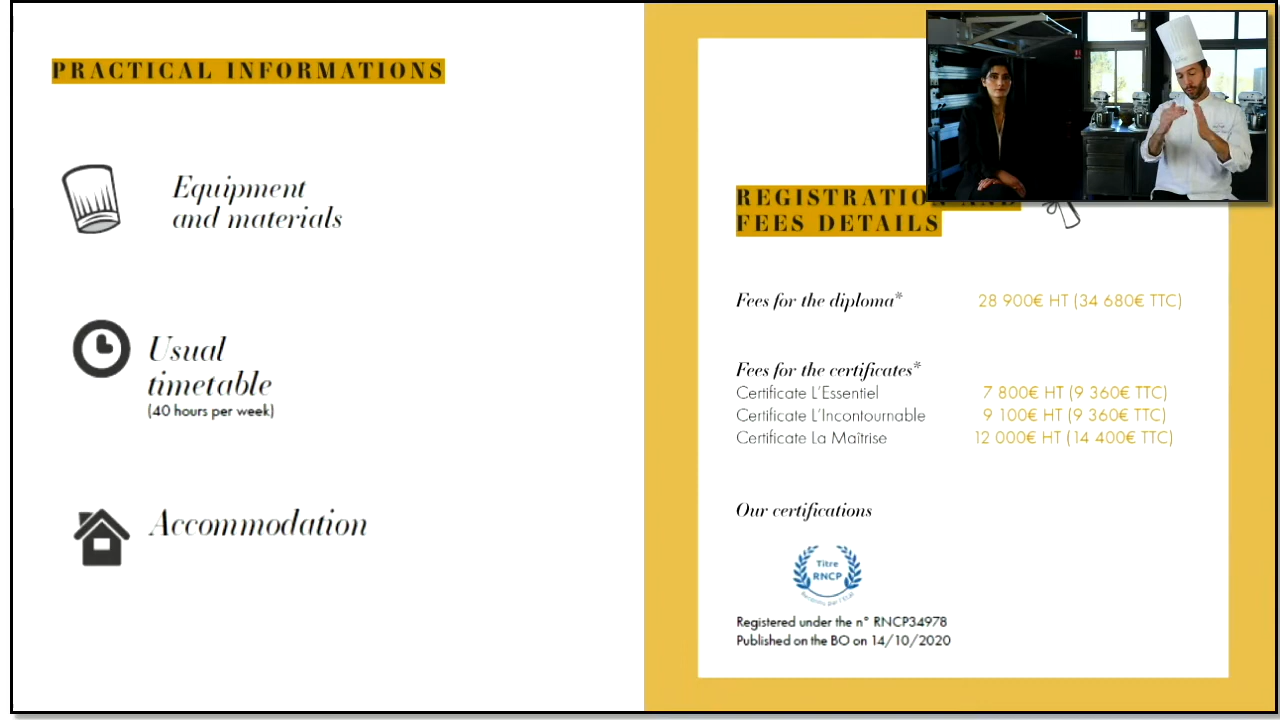 PRACTICAL NFORMATIONS
Equipment
and materials
Usual
timetable
(40 hours per week)
Accommodation
REGISTRATION
FEES DETAILS
Fees for the diploma* 28 900€ HT (34 680€ TTC)
Fees for the certificates*
Certificate L'Essentiel 7 800€ HT (9 360€ TTC)
Certificate L'Incontournable 9 100€ HT (9 360€ TTC)
Certificate La Maîtrise 12 000€ HT (14 400€ TTC)
Our certifications
Titre
RNCP
Registered under the n° RNCP34978
Published on the BO on 14/10/2020